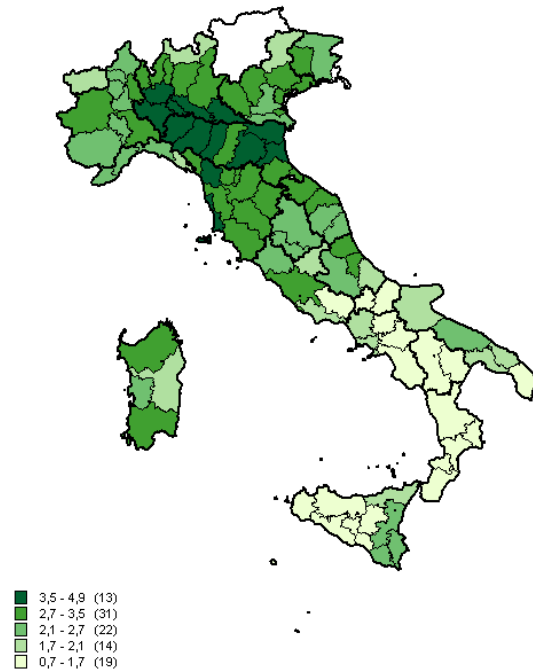 3,5 - 4,9 (13)
2,7 - 3,5 (31)
2,1 - 2,7 (22)
1,7 - 2,1 (14)
0,7 - 1,7 (19)